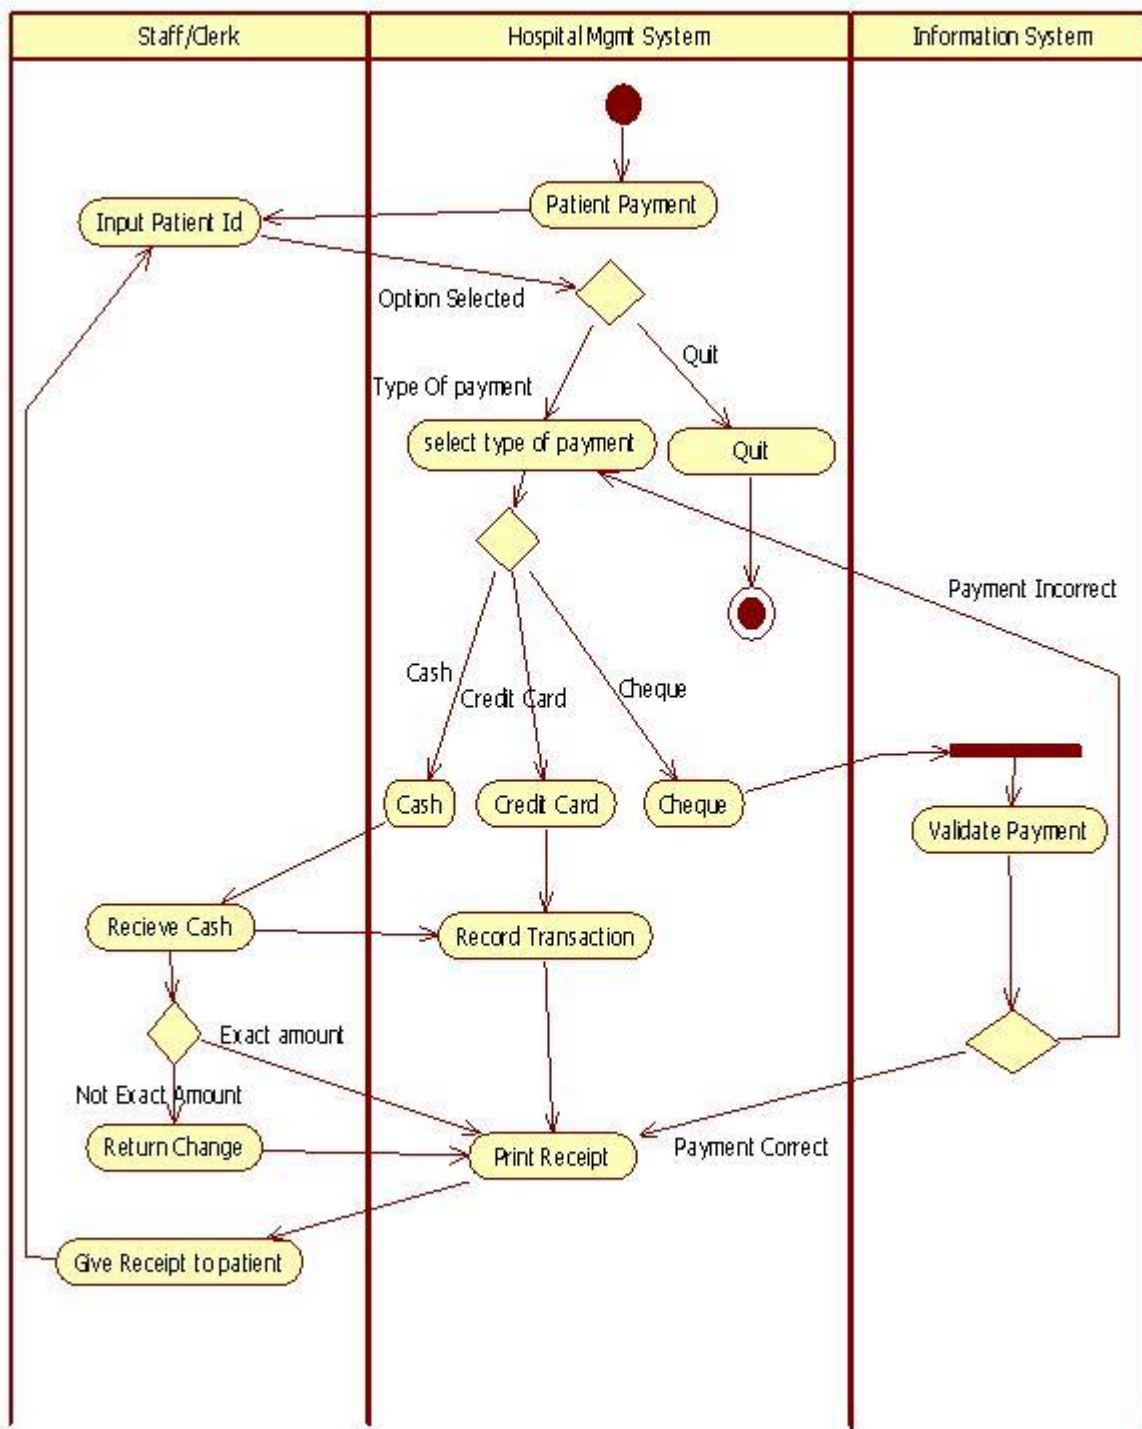 Staff/Clerk
Hospital Mgmt System
Information System
Patient Payment
Input Patient Id
Option Selected
Quit
Type Of payment
select type of payment
Quit
Payment Incorrect
Cash
Credit Card
Cheque
Cash
Credit Card
Cheque
Validate Payment
Recieve Cash
Record Transaction
Exact amount
Not Exact Amount
Return Change
Print Receipt
Payment Correct
Give Receipt to patient